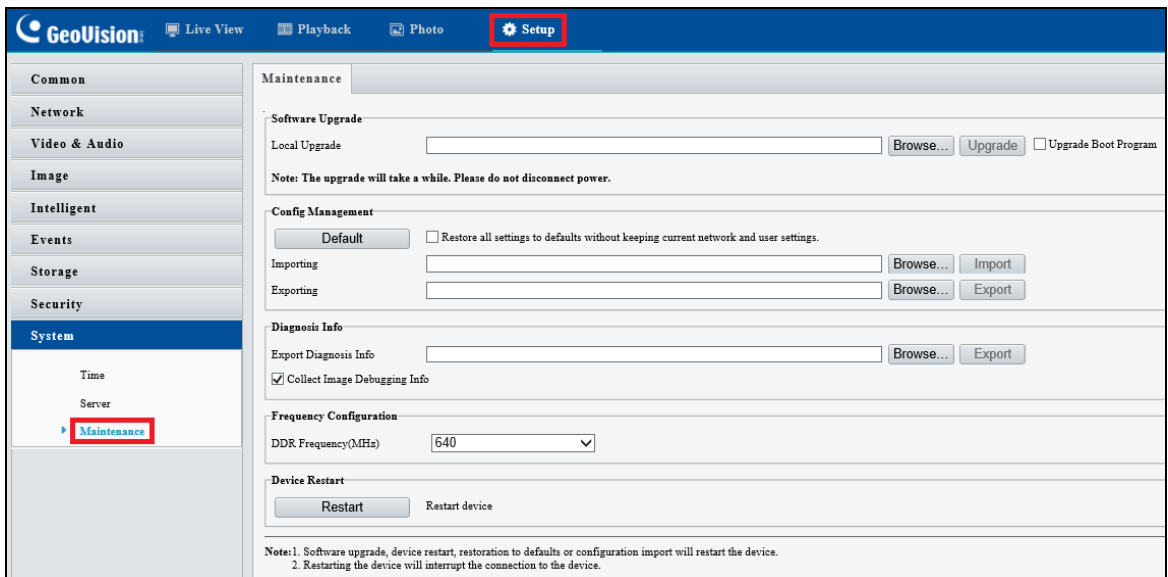 GeoVision Live View Playback Photo Setup
Common
Network
Video & Audio
Image
Intelligent
Events
Storage
Security
System
Time
Server
Maintenance
Maintenance
Software Upgrade
Local Upgrade Browse... Upgrade Upgrade Boot Program
Note: The upgrade will take a while. Please do not disconnect power.
Config Management
Default Restore all settings to defaults without keeping current network and user settings.
Importing Browse... Import
Exporting Browse... Export
Diagnosis Info
Export Diagnosis Info Browse... Export
Collect Image Debugging Info
Frequency Configuration
DDR Frequency(MHz) 640
Device Restart
Restart Restart device
Note:1. Software upgrade, device restart, restoration to defaults or configuration import will restart the device.
2. Restarting the device will interrupt the connection to the device.